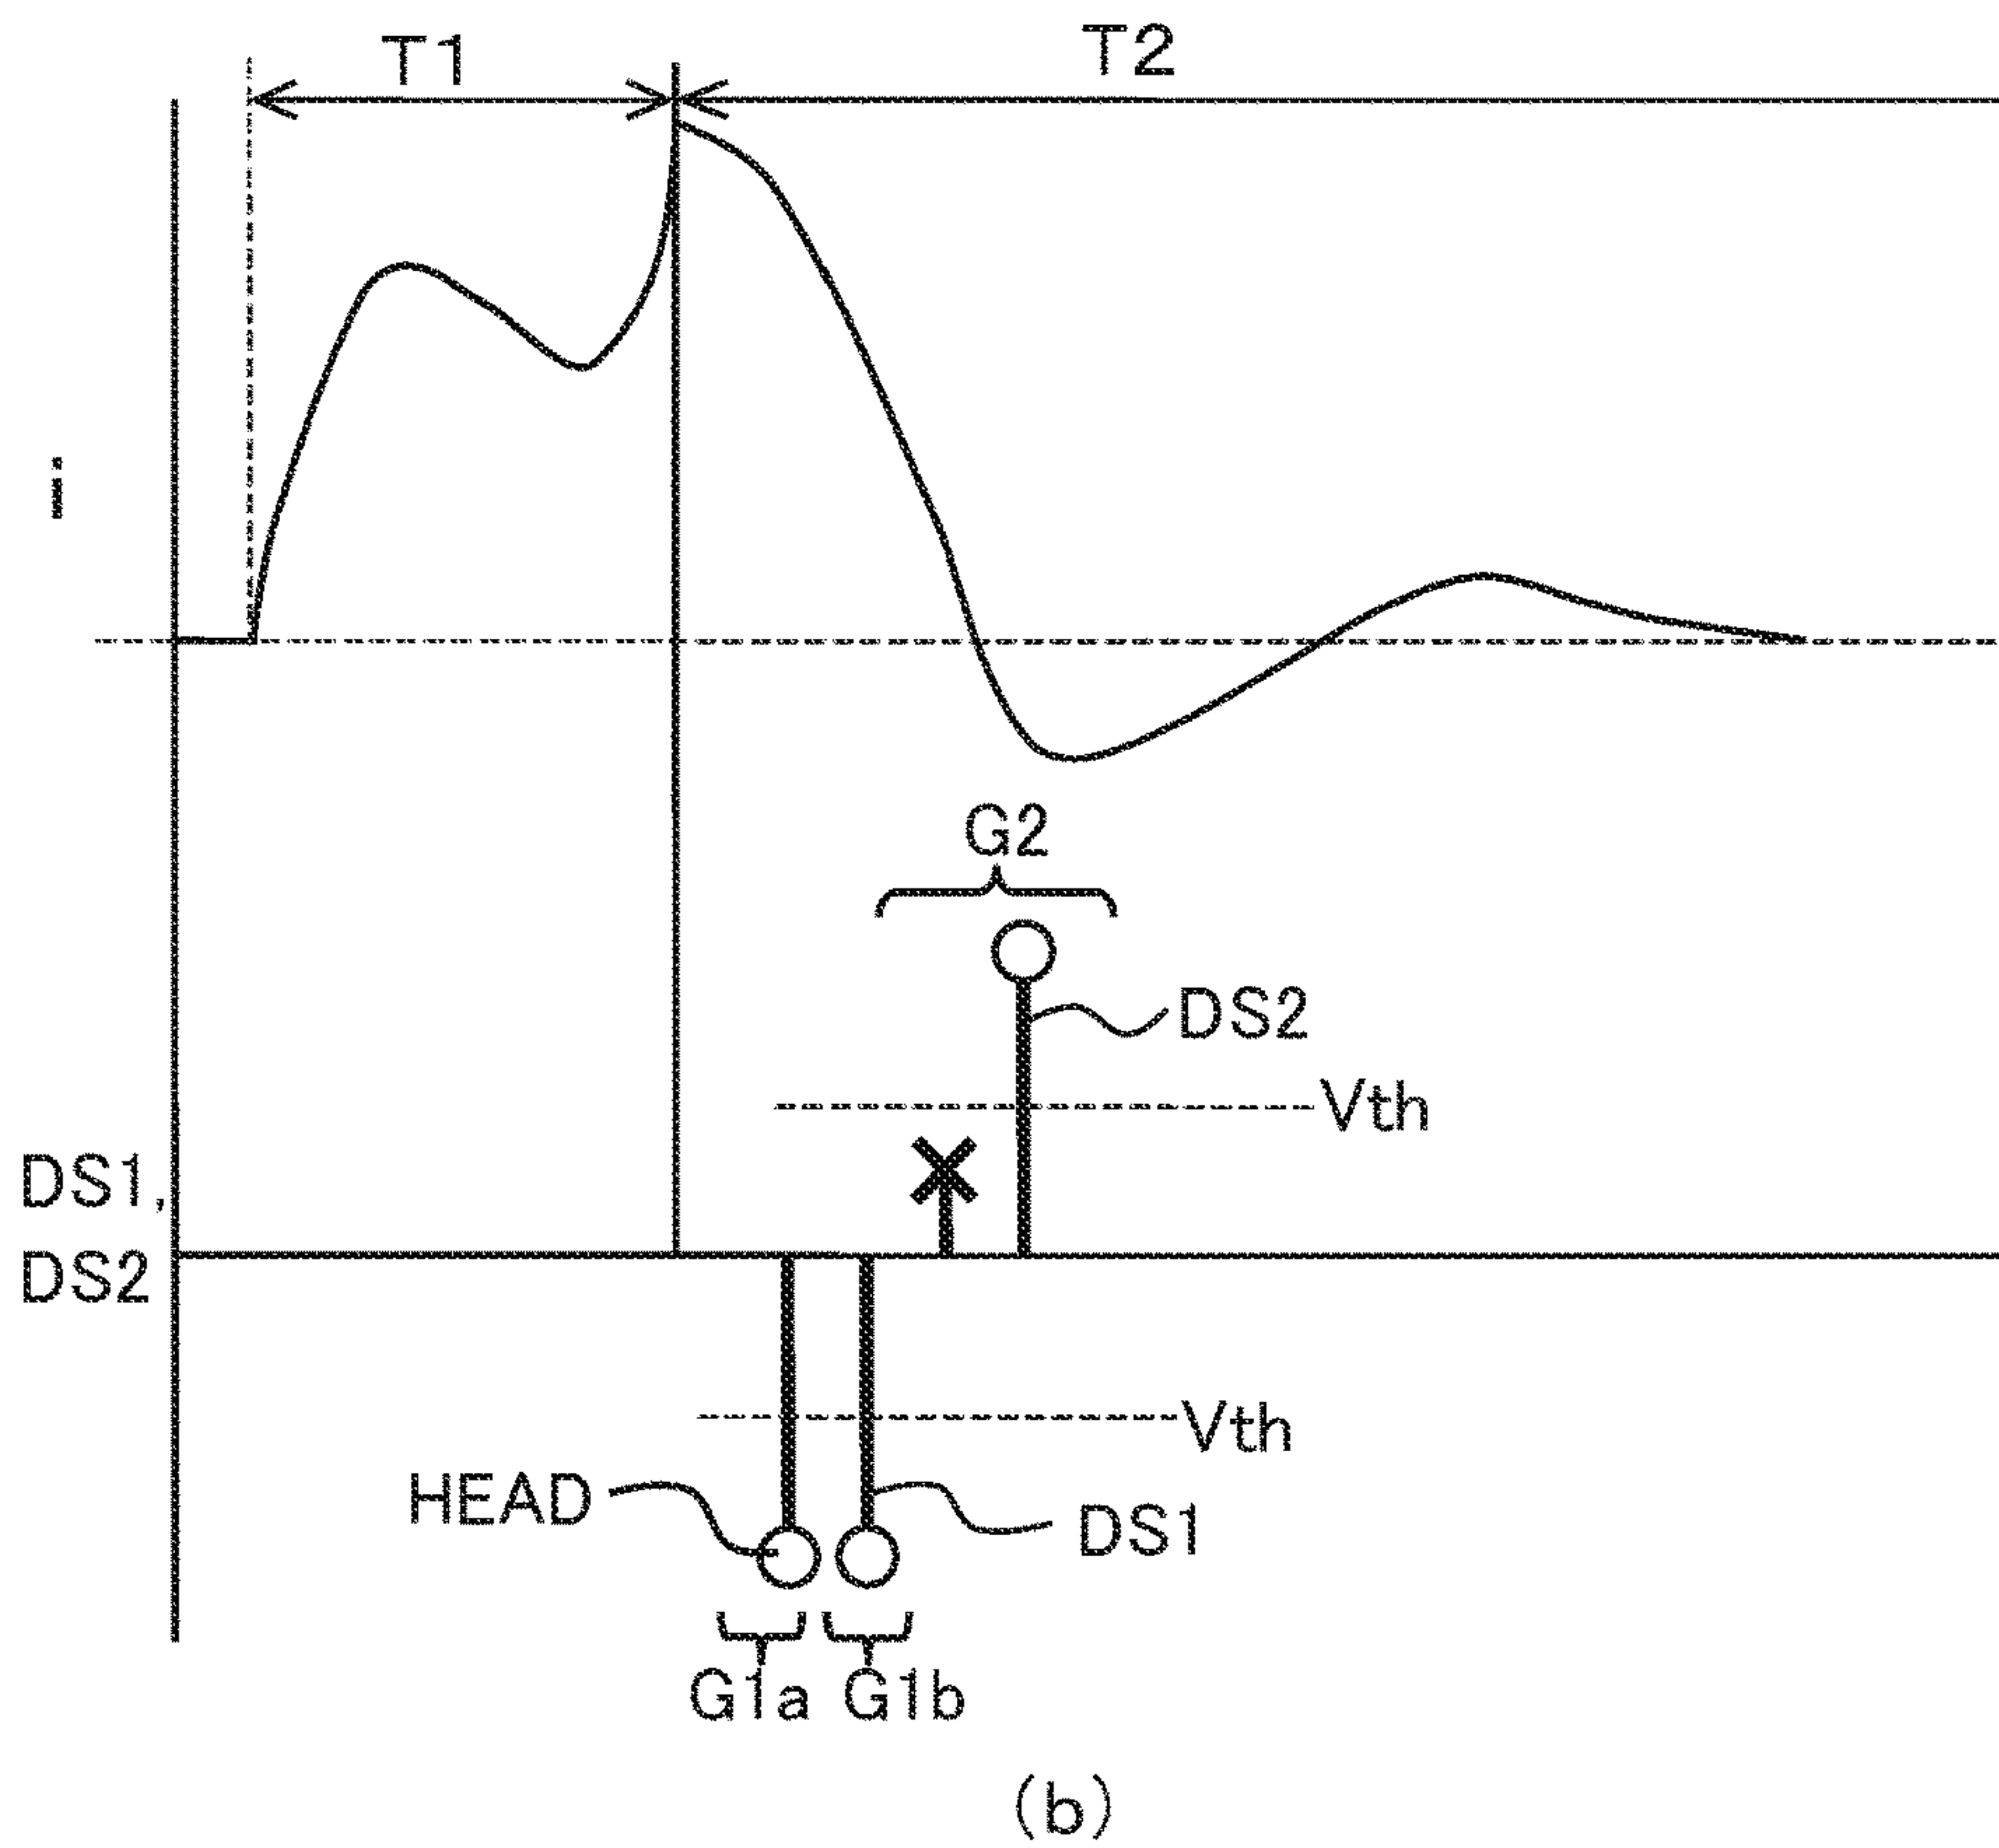 T1
T2
i
G2
DS2
Vth
DS1,
DS2
Vth
HEAD
DS1
G1a
G1b
(b)